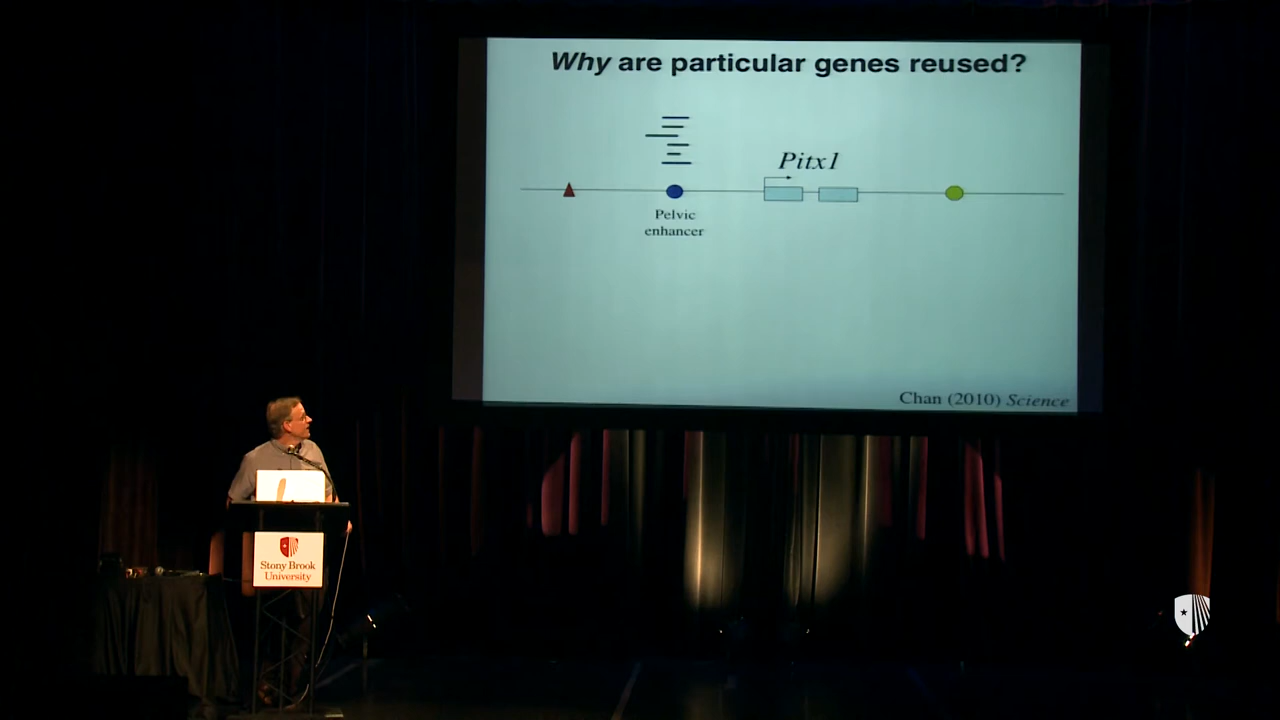 Why are particular genes reused?
Pitx1
Pelvic
enhancer
Chan (2010) Science
Stony Brook
University